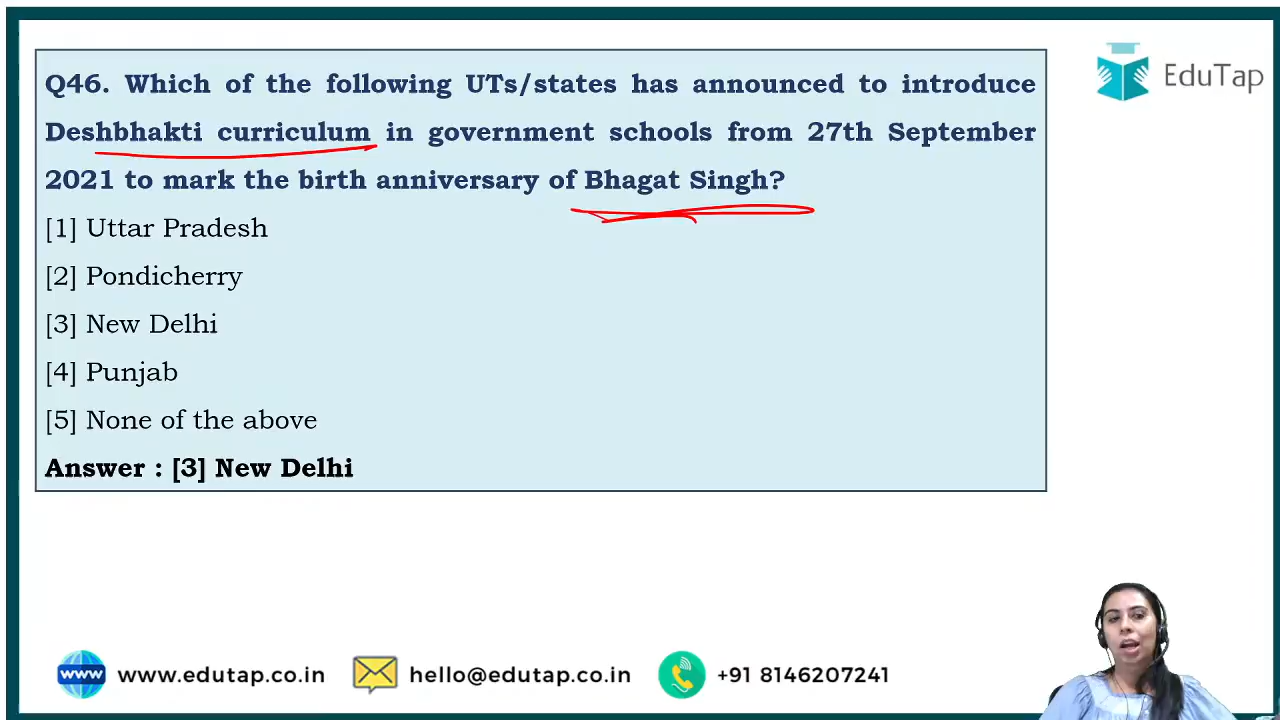 Q46. Which of the following UTs/states has announced to introduce
Deshbhakti curriculum in government schools from 27th September
2021 to mark the birth anniversary of Bhagat Singh?
[1] Uttar Pradesh
[2] Pondicherry
[3] New Delhi
[4] Punjab
[5] None of the above
Answer : [3] New Delhi
EduTap
www www.edutap.co.in hello@edutap.co.in +91 8146207241